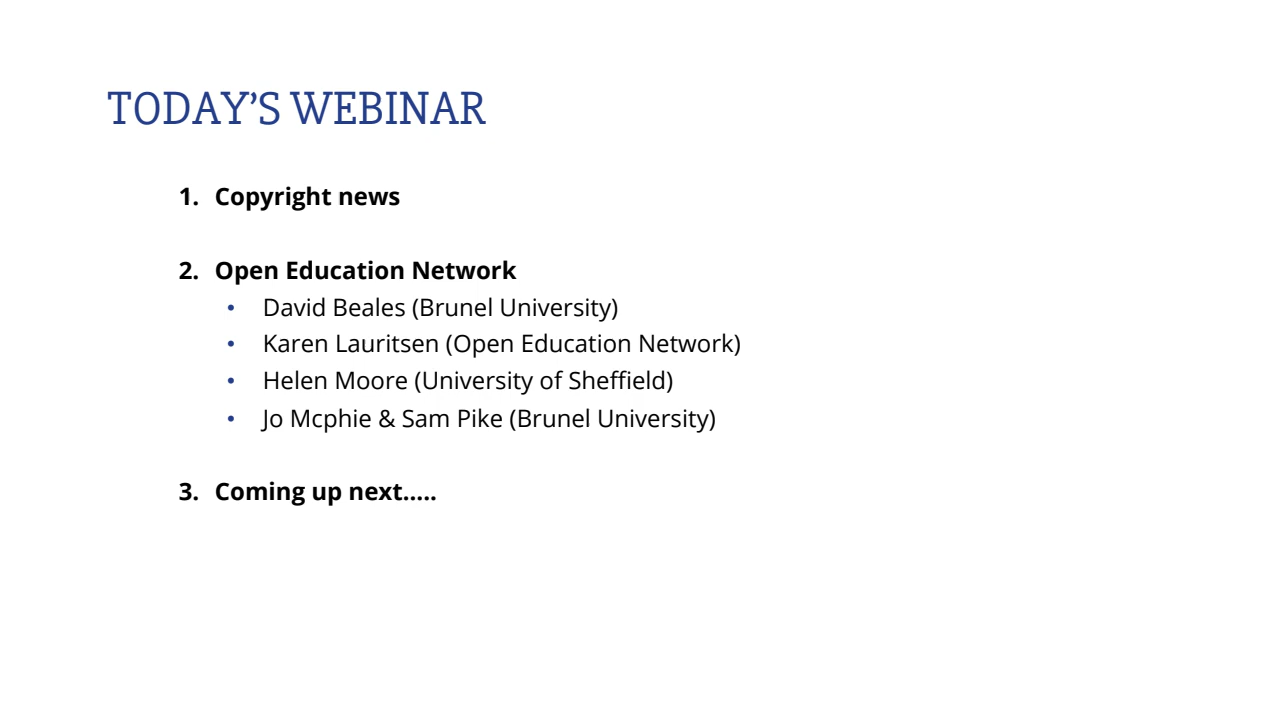 TODAY’S WEBINAR
1. Copyright news
2. Open Education Network
• David Beales (Brunel University)
• Karen Lauritsen (Open Education Network)
• Helen Moore (University of Sheffield)
• Jo Mcphie & Sam Pike (Brunel University)
3. Coming up next.....